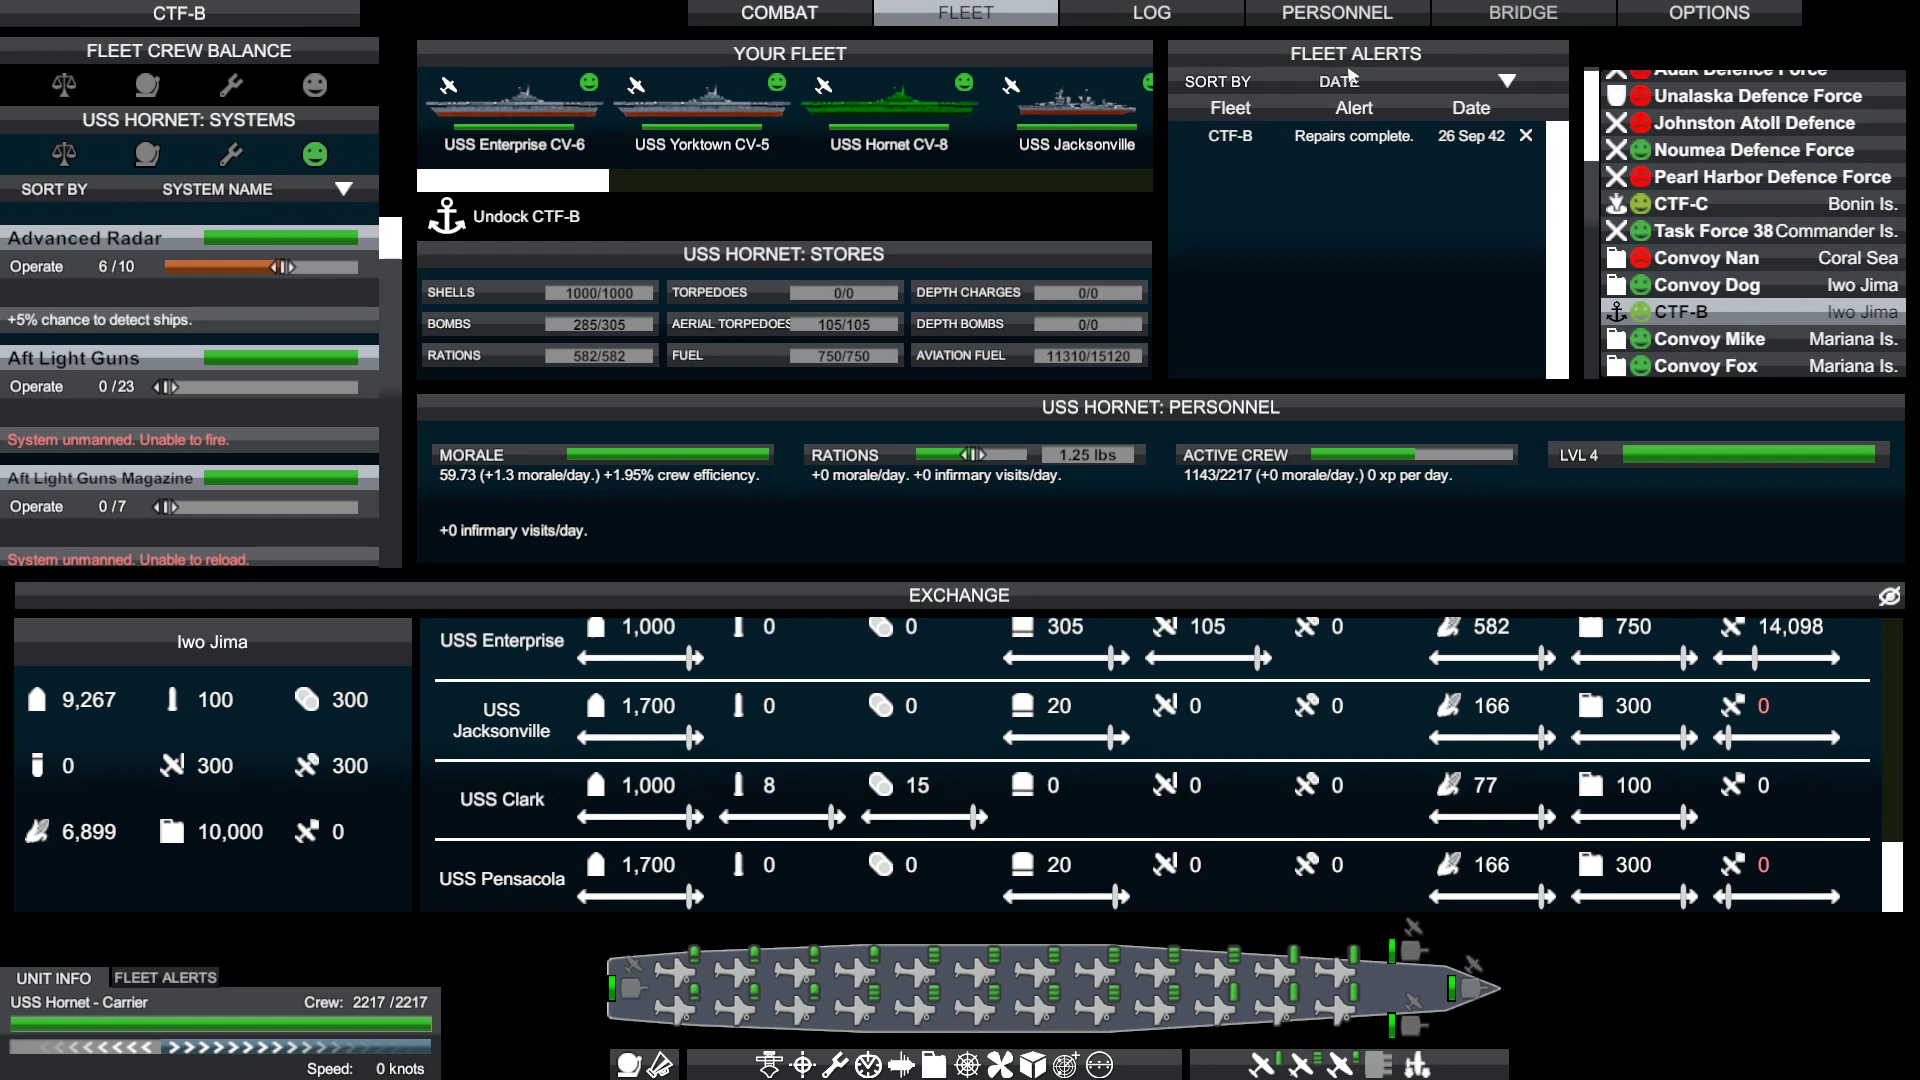 CTF-B
COMBAT FLEET LOG PERSONNEL BRIDGE OPTIONS
FLEET CREW BALANCE
USS HORNET: SYSTEMS
SORT BY SYSTEM NAME
Advanced Radar
Operate 6 /10
+5% chance to detect ships.
Aft Light Guns
Operate 0 /23
System unmanned. Unable to fire.
Aft Light Guns Magazine
Operate 0 /7
System unmanned. Unable to reload.
YOUR FLEET
USS Enterprise CV-6 USS Yorktown CV-5 USS Hornet CV-8 USS Jacksonville
Undock CTF-B
USS HORNET: STORES
SHELLS 1000/1000 TORPEDOES 0/0 DEPTH CHARGES 0/0
BOMBS 285/305 AERIAL TORPEDOES 105/105 DEPTH BOMBS 0/0
RATIONS 582/582 FUEL 750/750 AVIATION FUEL 11310/15120
FLEET ALERTS
SORT BY DATE
Fleet Alert Date
CTF-B Repairs complete. 26 Sep 42
Adak Defence Force
Unalaska Defence Force
Johnston Atoll Defence
Noumea Defence Force
Pearl Harbor Defence Force
CTF-C Bonin Is.
Task Force 38 Commander Is.
Convoy Nan Coral Sea
Convoy Dog Iwo Jima
CTF-B Iwo Jima
Convoy Mike Mariana Is.
Convoy Fox Mariana Is.
USS HORNET: PERSONNEL
MORALE
59.73 (+1.3 morale/day.) +1.95% crew efficiency.
+0 infirmary visits/day.
RATIONS 1.25 lbs
+0 morale/day. +0 infirmary visits/day.
ACTIVE CREW
1143/2217 (+0 morale/day.) 0 xp per day.
LVL 4
EXCHANGE
Iwo Jima
9,267 100 300
0 300 300
6,899 10,000 0
USS Enterprise 1,000 0 0 305 105 0 582 750 14,098
USS Jacksonville 1,700 0 0 20 0 0 166 300 0
USS Clark 1,000 8 15 0 0 0 77 100 0
USS Pensacola 1,700 0 0 20 0 0 166 300 0
UNIT INFO FLEET ALERTS
USS Hornet - Carrier Crew: 2217 /2217
Speed: 0 knots